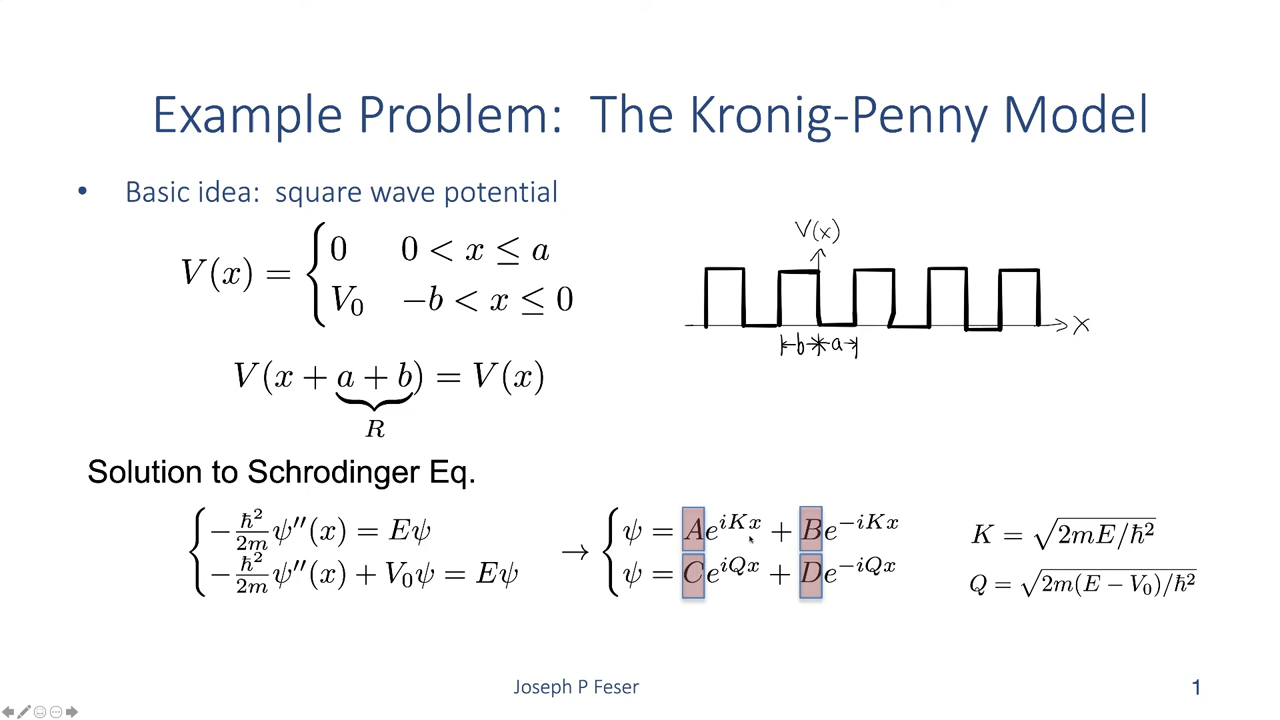 Example Problem: The Kronig-Penny Model
• Basic idea: square wave potential
V(x) = { 0 0 < x ≤ a
V₀ −b < x ≤ 0
V(x + a + b) = V(x)
R
V(x)
x
b a
Solution to Schrodinger Eq.
{ −ℏ²/2m ψ′′(x) = Eψ
−ℏ²/2m ψ′′(x) + V₀ψ = Eψ
→ { ψ = Ae^{iKx} + Be^{−iKx}
ψ = Ce^{iQx} + De^{−iQx}
K = √(2mE/ℏ²)
Q = √(2m(E − V₀)/ℏ²)
Joseph P Feser
1